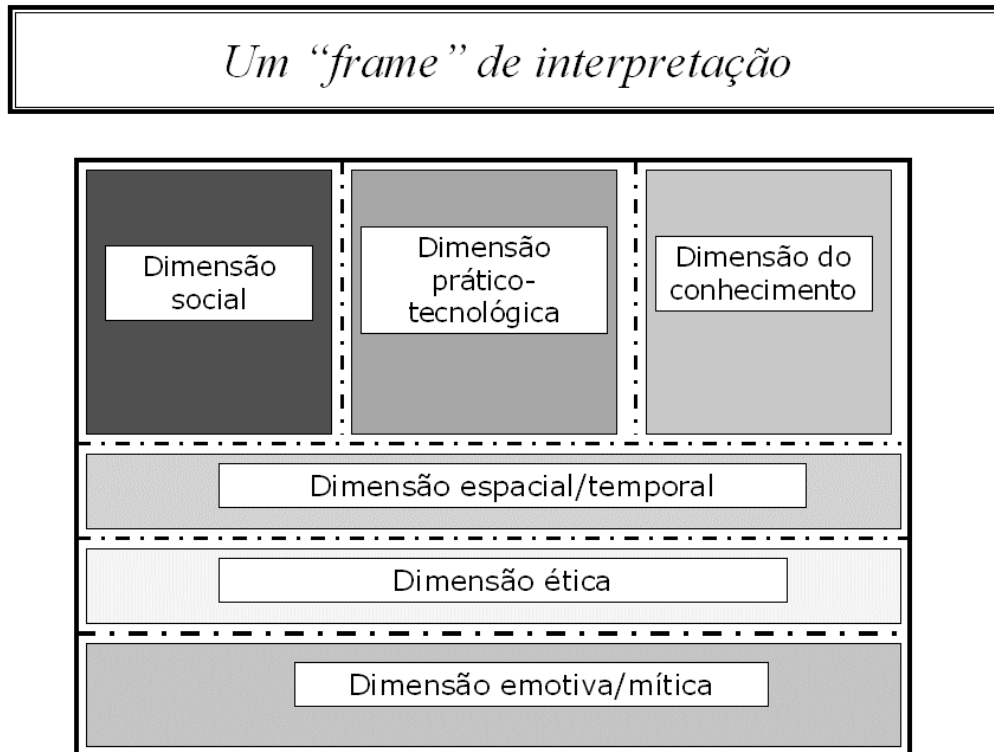 Um “frame” de interpretação
Dimensão
social
Dimensão
prático-
tecnológica
Dimensão do
conhecimento
Dimensão espacial/temporal
Dimensão ética
Dimensão emotiva/mítica